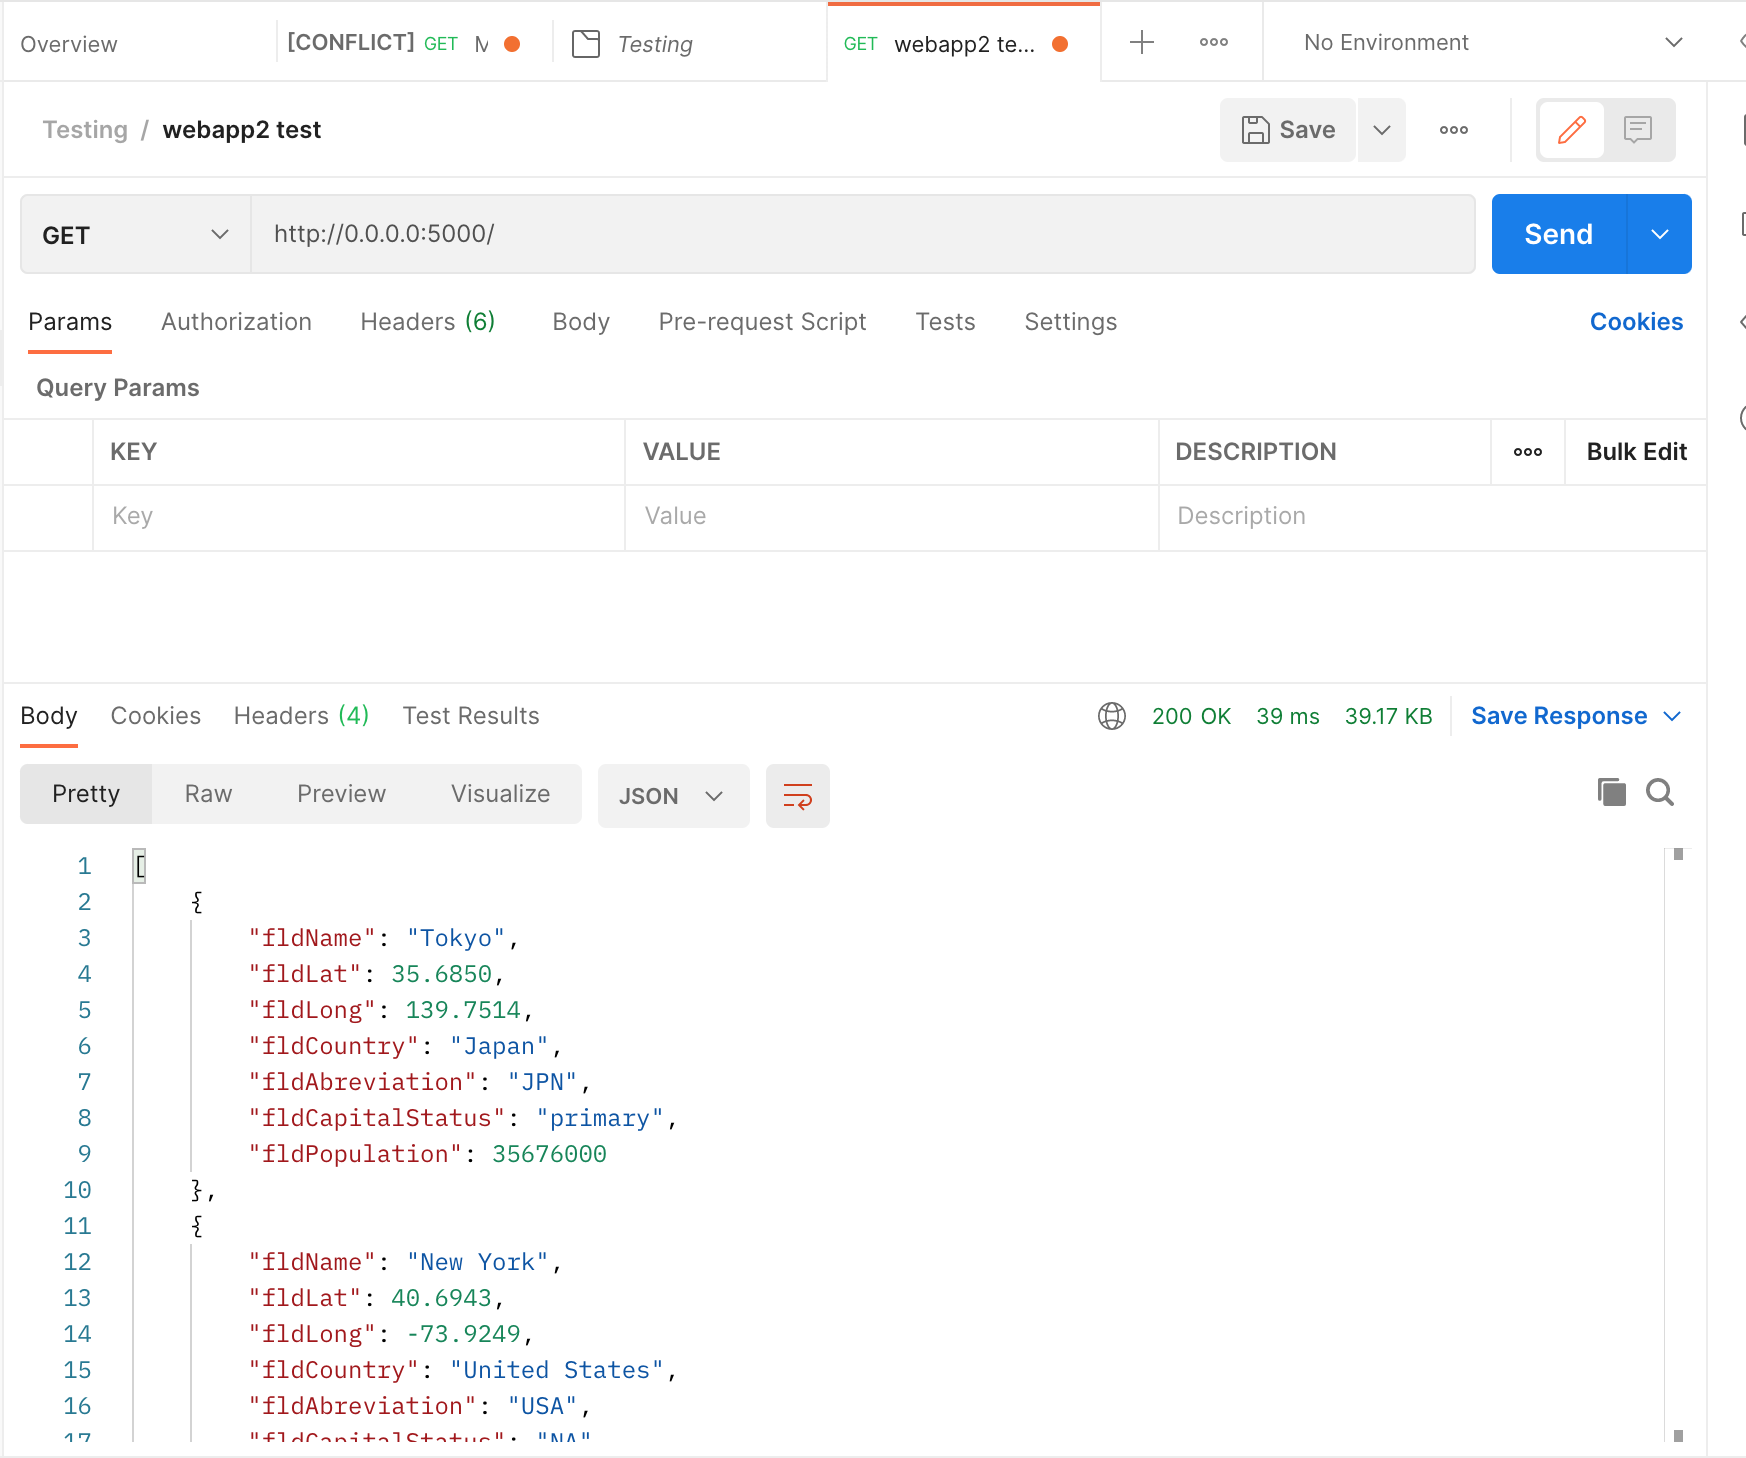 Overview [CONFLICT] GET M Testing GET webapp2 te... No Environment
Testing / webapp2 test Save
GET http://0.0.0.0:5000/ Send
Params Authorization Headers (6) Body Pre-request Script Tests Settings Cookies
Query Params
KEY VALUE DESCRIPTION Bulk Edit
Key Value Description
Body Cookies Headers (4) Test Results 200 OK 39 ms 39.17 KB Save Response
Pretty Raw Preview Visualize JSON
1 [
2 {
3 "fldName": "Tokyo",
4 "fldLat": 35.6850,
5 "fldLong": 139.7514,
6 "fldCountry": "Japan",
7 "fldAbreviation": "JPN",
8 "fldCapitalStatus": "primary",
9 "fldPopulation": 35676000
10 },
11 {
12 "fldName": "New York",
13 "fldLat": 40.6943,
14 "fldLong": -73.9249,
15 "fldCountry": "United States",
16 "fldAbreviation": "USA",
17 "fldCapitalStatus": "NA"